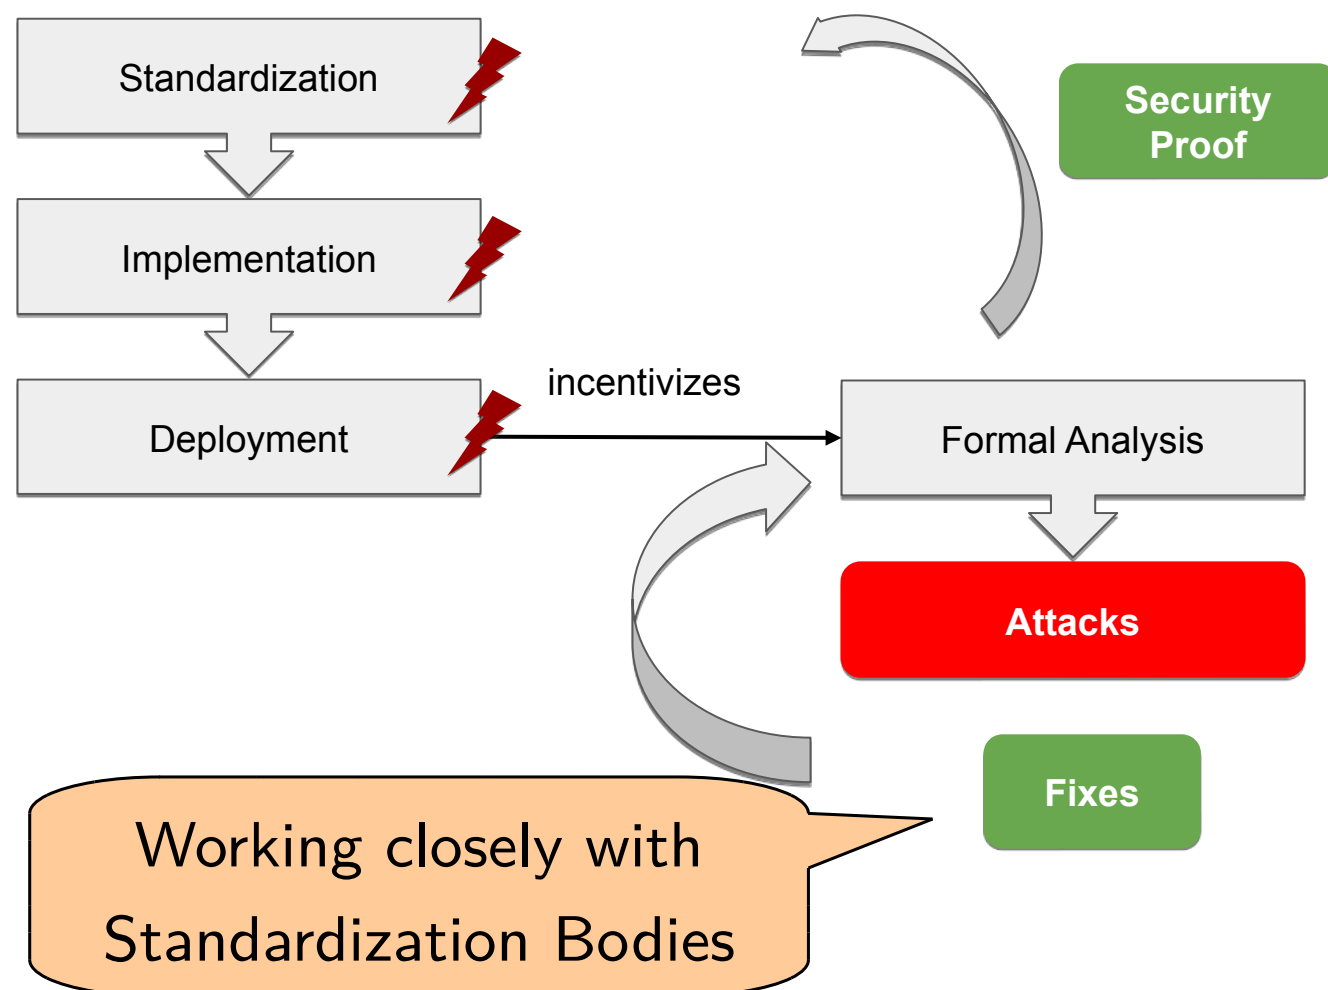 Standardization
Security
Proof
Implementation
incentivizes
Deployment
Formal Analysis
Attacks
Fixes
Working closely with
Standardization Bodies